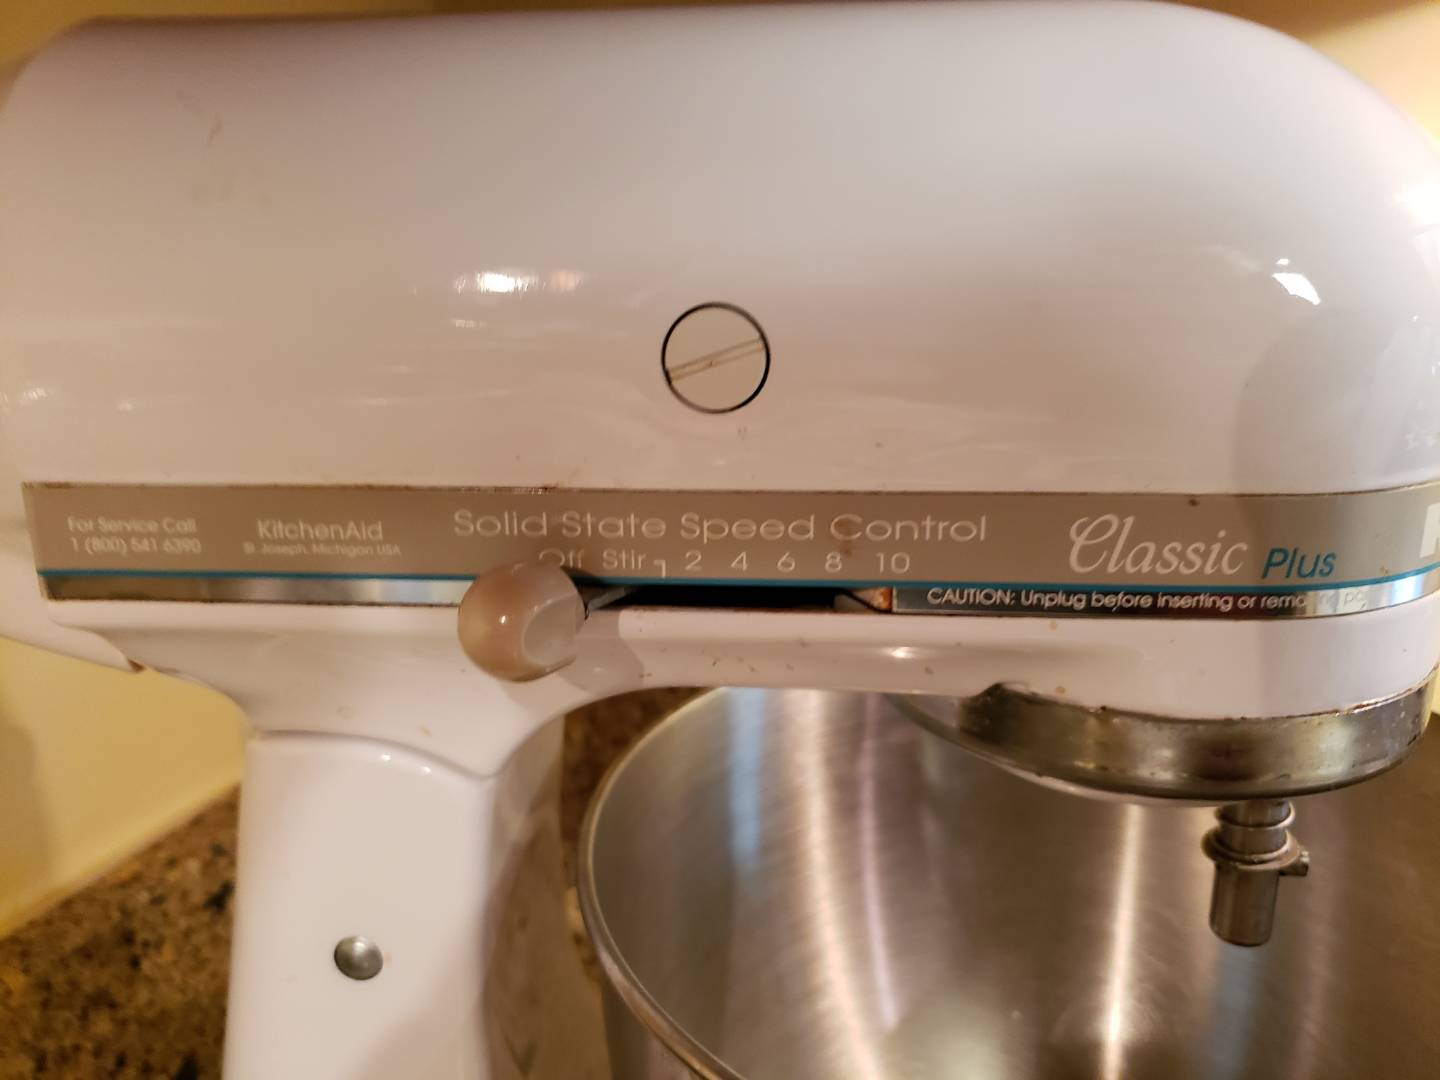 For Service Call
1 (800) 541 6390
KitchenAid
St. Joseph, Michigan USA
Solid State Speed Control
Off Stir 2 4 6 8 10
Classic Plus
CAUTION: Unplug before inserting or